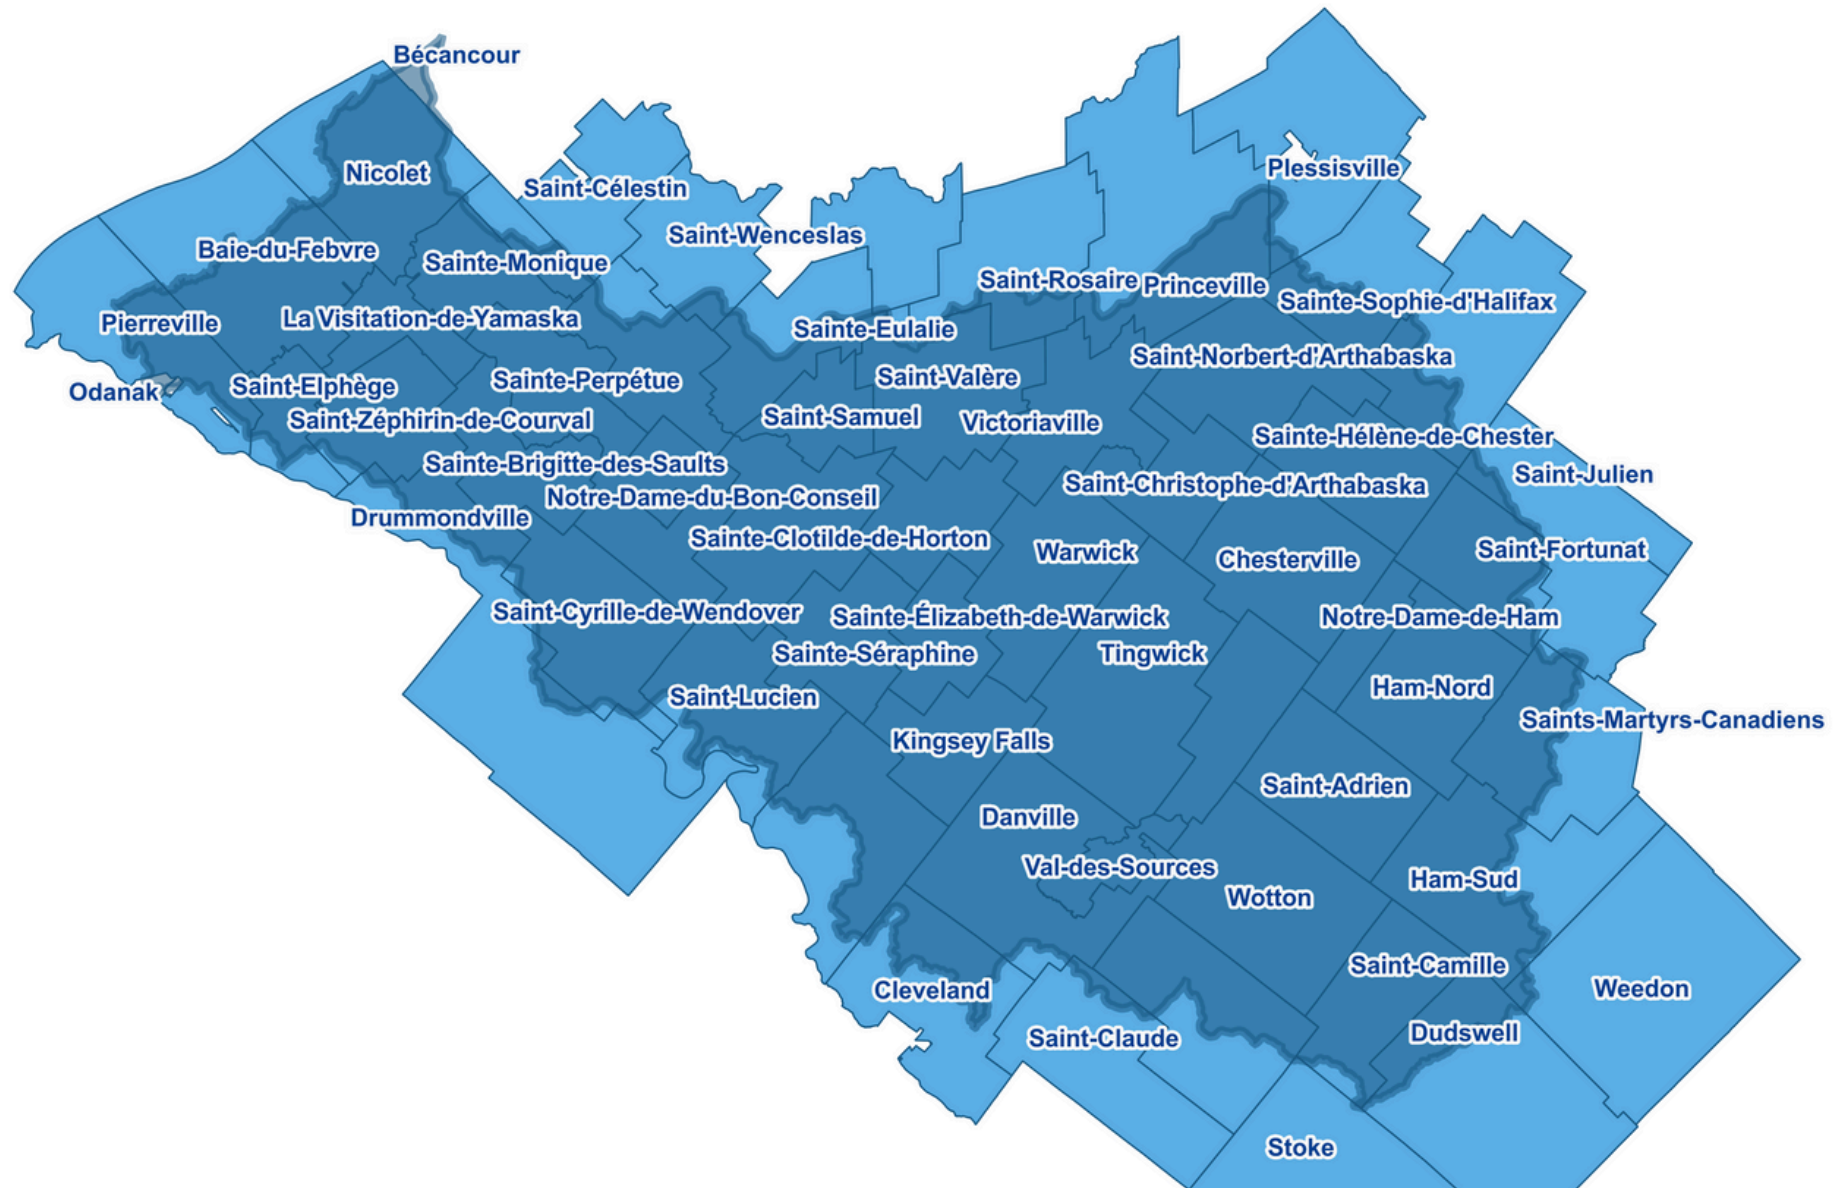 Bécancour
Plessisville
Nicolet
Saint-Célestin
Saint-Wenceslas
Baie-du-Febvre
Sainte-Monique
Saint-Rosaire
Princeville
Sainte-Sophie-d'Halifax
La Visitation-de-Yamaska
Pierreville
Sainte-Eulalie
Saint-Norbert-d'Arthabaska
Saint-Valère
Sainte-Perpétue
Saint-Elphège
Odanak
Saint-Samuel
Saint-Zéphirin-de-Courval
Victoriaville
Sainte-Hélène-de-Chester
Sainte-Brigitte-des-Saults
Saint-Julien
Saint-Christophe-d'Arthabaska
Notre-Dame-du-Bon-Conseil
Drummondville
Sainte-Clotilde-de-Horton
Saint-Fortunat
Warwick
Chesterville
Saint-Cyrille-de-Wendover
Sainte-Élizabeth-de-Warwick
Notre-Dame-de-Ham
Sainte-Séraphine
Tingwick
Ham-Nord
Saint-Lucien
Saints-Martyrs-Canadiens
Kingsey Falls
Saint-Adrien
Danville
Val-des-Sources
Ham-Sud
Wotton
Saint-Camille
Cleveland
Weedon
Dudswell
Saint-Claude
Stoke